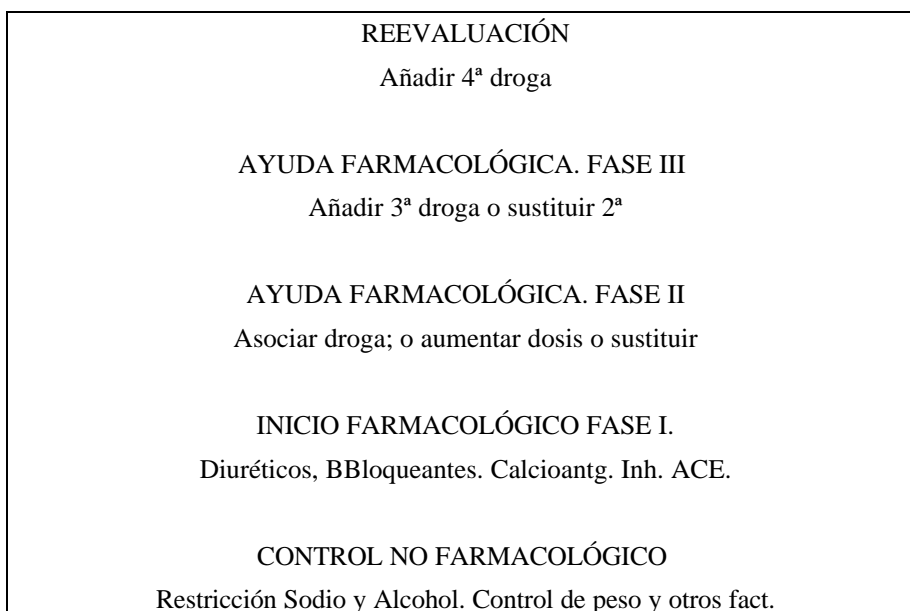 REEVALUACIÓN
Añadir 4ª droga
AYUDA FARMACOLÓGICA. FASE III
Añadir 3ª droga o sustituir 2ª
AYUDA FARMACOLÓGICA. FASE II
Asociar droga; o aumentar dosis o sustituir
INICIO FARMACOLÓGICO FASE I.
Diuréticos, BBloqueantes. Calcioantg. Inh. ACE.
CONTROL NO FARMACOLÓGICO
Restricción Sodio y Alcohol. Control de peso y otros fact.